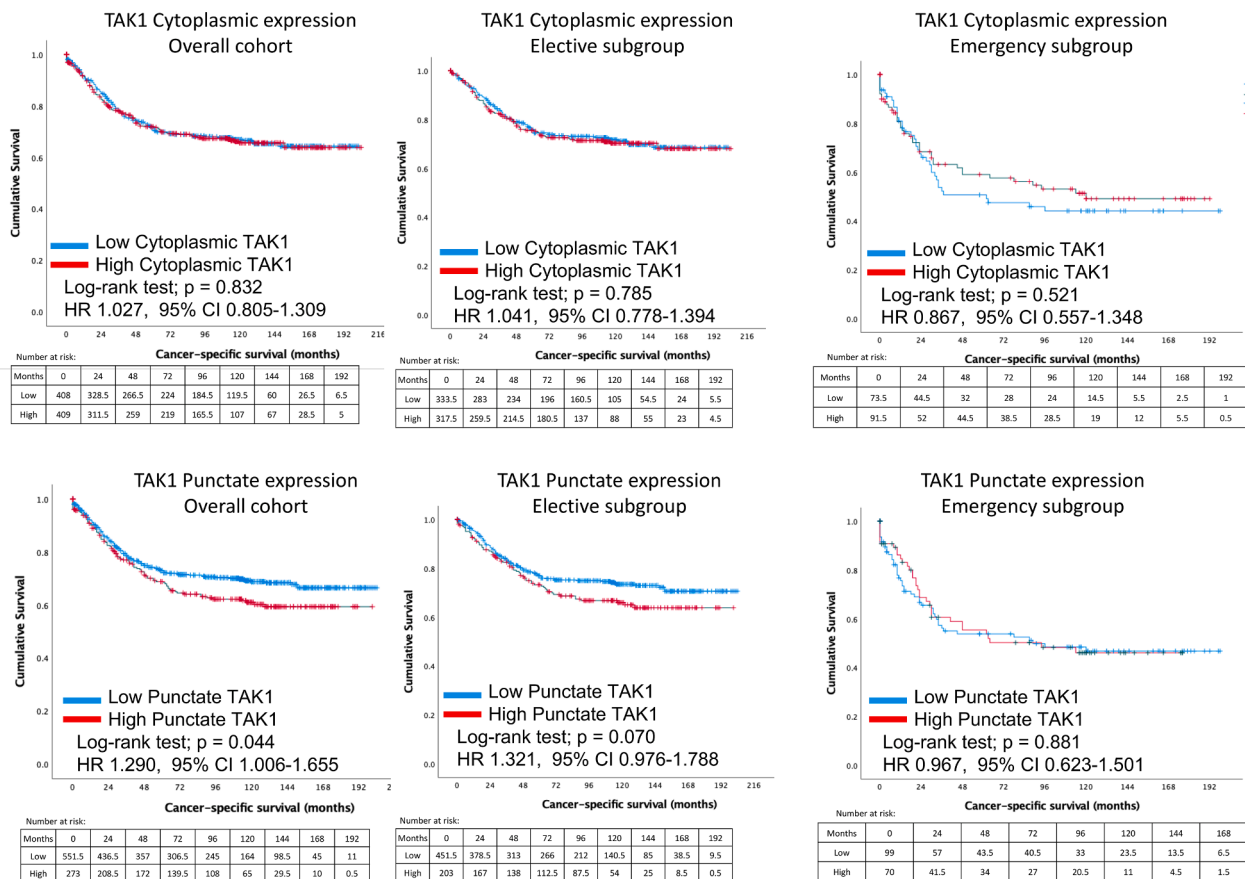 TAK1 Cytoplasmic expression
Overall cohort
1.0
0.8
0.6
0.4
0.2
0.0
Cumulative Survival
Low Cytoplasmic TAK1
High Cytoplasmic TAK1
Log-rank test; p = 0.832
HR 1.027, 95% CI 0.805-1.309
0 24 48 72 96 120 144 168 192 216
Cancer-specific survival (months)
Number at risk:
Months 0 24 48 72 96 120 144 168 192
Low 408 328.5 266.5 224 184.5 119.5 60 26.5 6.5
High 409 311.5 259 219 165.5 107 67 28.5 5
TAK1 Cytoplasmic expression
Elective subgroup
1.0
0.8
0.6
0.4
0.2
0.0
Cumulative Survival
Low Cytoplasmic TAK1
High Cytoplasmic TAK1
Log-rank test; p = 0.785
HR 1.041, 95% CI 0.778-1.394
0 24 48 72 96 120 144 168 192 216
Cancer-specific survival (months)
Number at risk:
Months 0 24 48 72 96 120 144 168 192
Low 333.5 283 234 196 160.5 105 54.5 24 5.5
High 317.5 259.5 214.5 180.5 137 88 55 23 4.5
TAK1 Cytoplasmic expression
Emergency subgroup
1.0
0.8
0.6
0.4
0.2
0.0
Cumulative Survival
Low Cytoplasmic TAK1
High Cytoplasmic TAK1
Log-rank test; p = 0.521
HR 0.867, 95% CI 0.557-1.348
0 24 48 72 96 120 144 168 192
Cancer-specific survival (months)
Number at risk:
Months 0 24 48 72 96 120 144 168 192
Low 73.5 44.5 32 28 24 14.5 5.5 2.5 1
High 91.5 52 44.5 38.5 28.5 19 12 5.5 0.5
TAK1 Punctate expression
Overall cohort
1.0
0.8
0.6
0.4
0.2
0.0
Cumulative Survival
Low Punctate TAK1
High Punctate TAK1
Log-rank test; p = 0.044
HR 1.290, 95% CI 1.006-1.655
0 24 48 72 96 120 144 168 192 2
Cancer-specific survival (months)
Number at risk:
Months 0 24 48 72 96 120 144 168 192
Low 551.5 436.5 357 306.5 245 164 98.5 45 11
High 273 208.5 172 139.5 108 65 29.5 10 0.5
TAK1 Punctate expression
Elective subgroup
1.0
0.8
0.6
0.4
0.2
0.0
Cumulative Survival
Low Punctate TAK1
High Punctate TAK1
Log-rank test; p = 0.070
HR 1.321, 95% CI 0.976-1.788
0 24 48 72 96 120 144 168 192 216
Cancer-specific survival (months)
Number at risk:
Months 0 24 48 72 96 120 144 168 192
Low 451.5 378.5 313 266 212 140.5 85 38.5 9.5
High 203 167 138 112.5 87.5 54 25 8.5 0.5
TAK1 Punctate expression
Emergency subgroup
1.0
0.8
0.6
0.4
0.2
0.0
Cumulative Survival
Low Punctate TAK1
High Punctate TAK1
Log-rank test; p = 0.881
HR 0.967, 95% CI 0.623-1.501
0 24 48 72 96 120 144 168 192
Cancer-specific survival (months)
Number at risk:
Months 0 24 48 72 96 120 144 168
Low 99 57 43.5 40.5 33 23.5 13.5 6.5
High 70 41.5 34 27 20.5 11 4.5 1.5